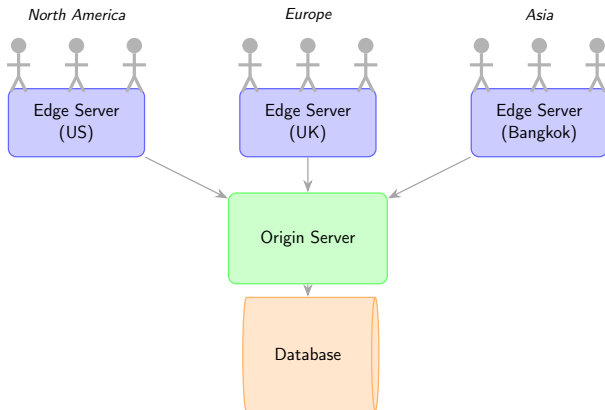 North America
Europe
Asia
Edge Server
(US)
Edge Server
(UK)
Edge Server
(Bangkok)
Origin Server
Database